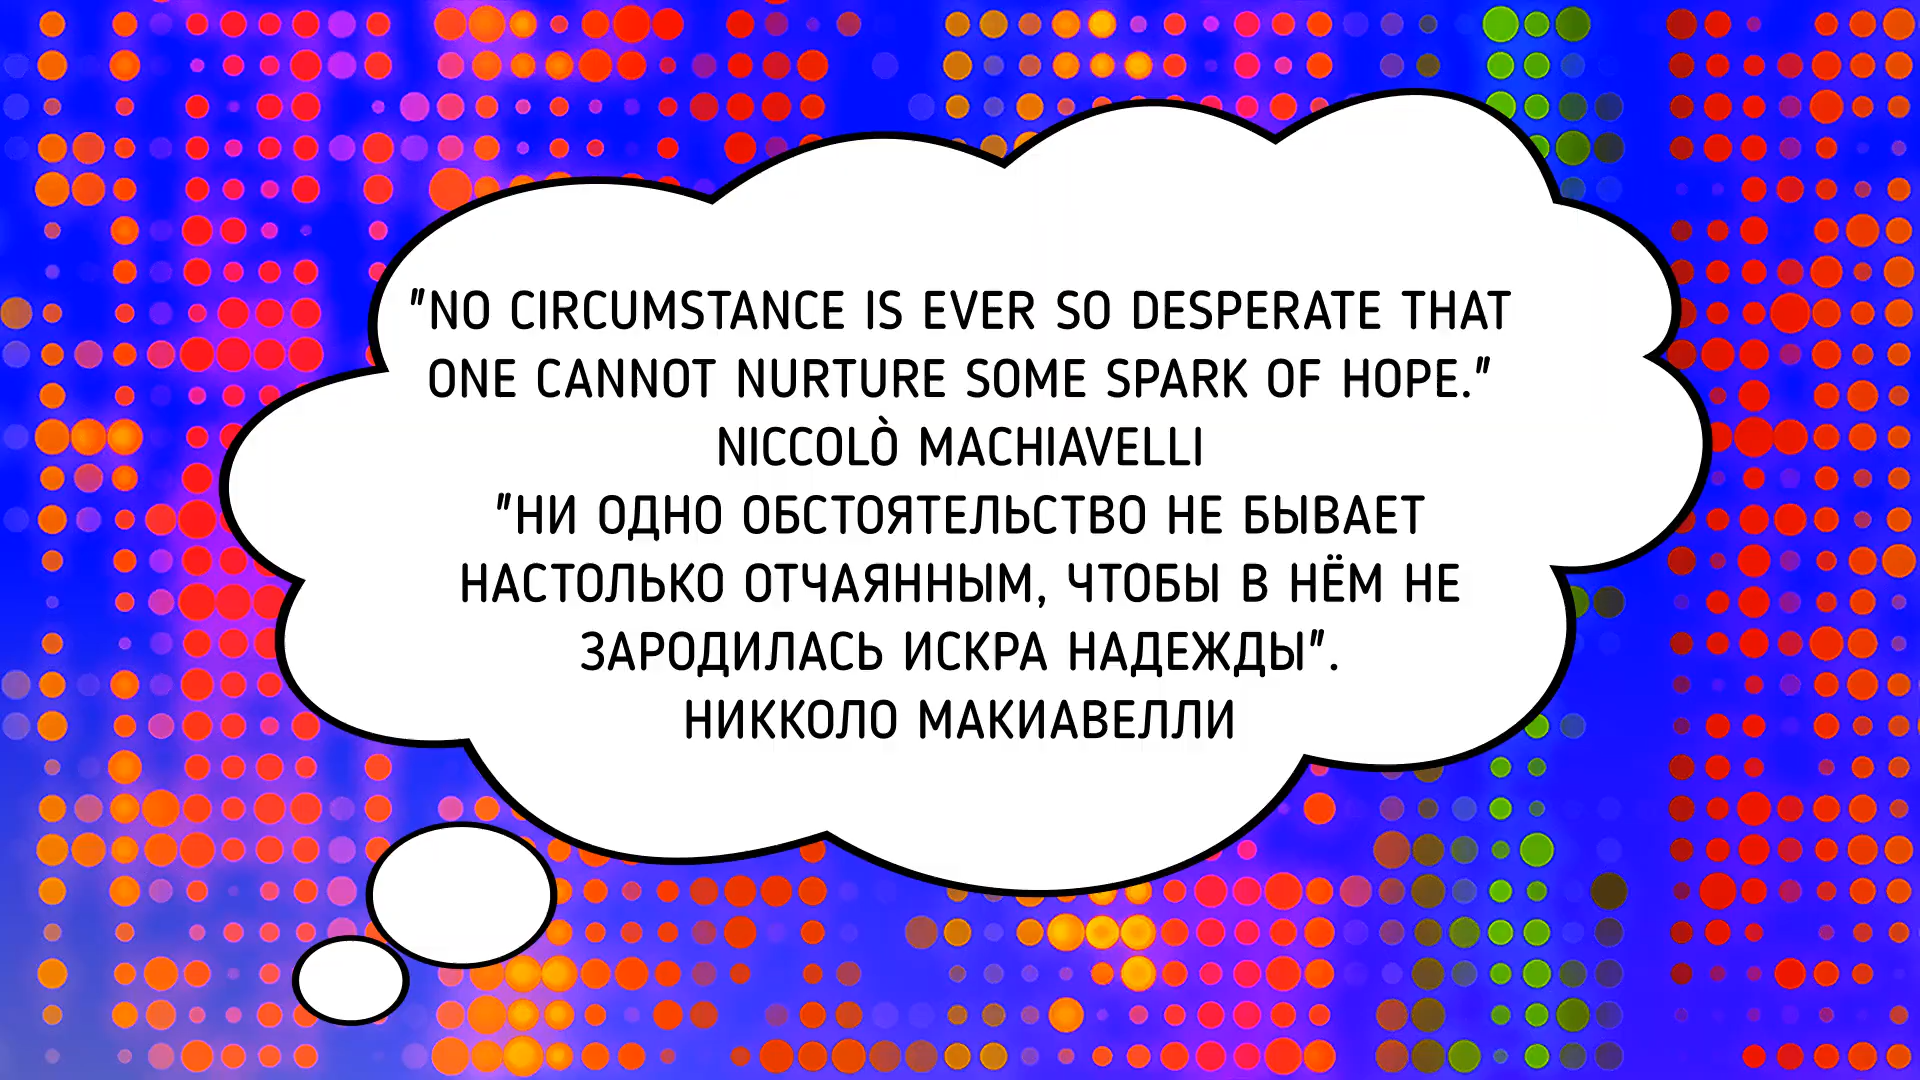 "NO CIRCUMSTANCE IS EVER SO DESPERATE THAT
ONE CANNOT NURTURE SOME SPARK OF HOPE."
NICCOLÒ MACHIAVELLI
"НИ ОДНО ОБСТОЯТЕЛЬСТВО НЕ БЫВАЕТ
НАСТОЛЬКО ОТЧАЯННЫМ, ЧТОБЫ В НЁМ НЕ
ЗАРОДИЛАСЬ ИСКРА НАДЕЖДЫ".
НИККОЛО МАКИАВЕЛЛИ